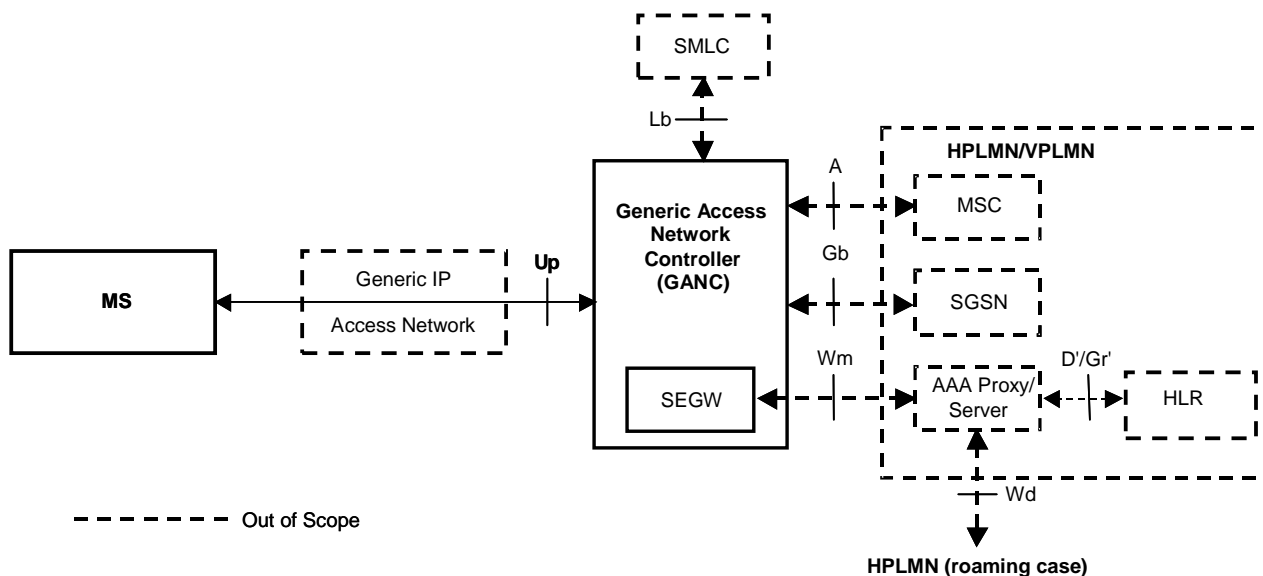 SMLC
Lb
HPLMN/VPLMN
A
MSC
Generic Access
Network
Controller
(GANC)
Gb
SGSN
Up
Generic IP
Access Network
MS
Wm
D'/Gr'
SEGW
AAA Proxy/
Server
HLR
Wd
Out of Scope
HPLMN (roaming case)